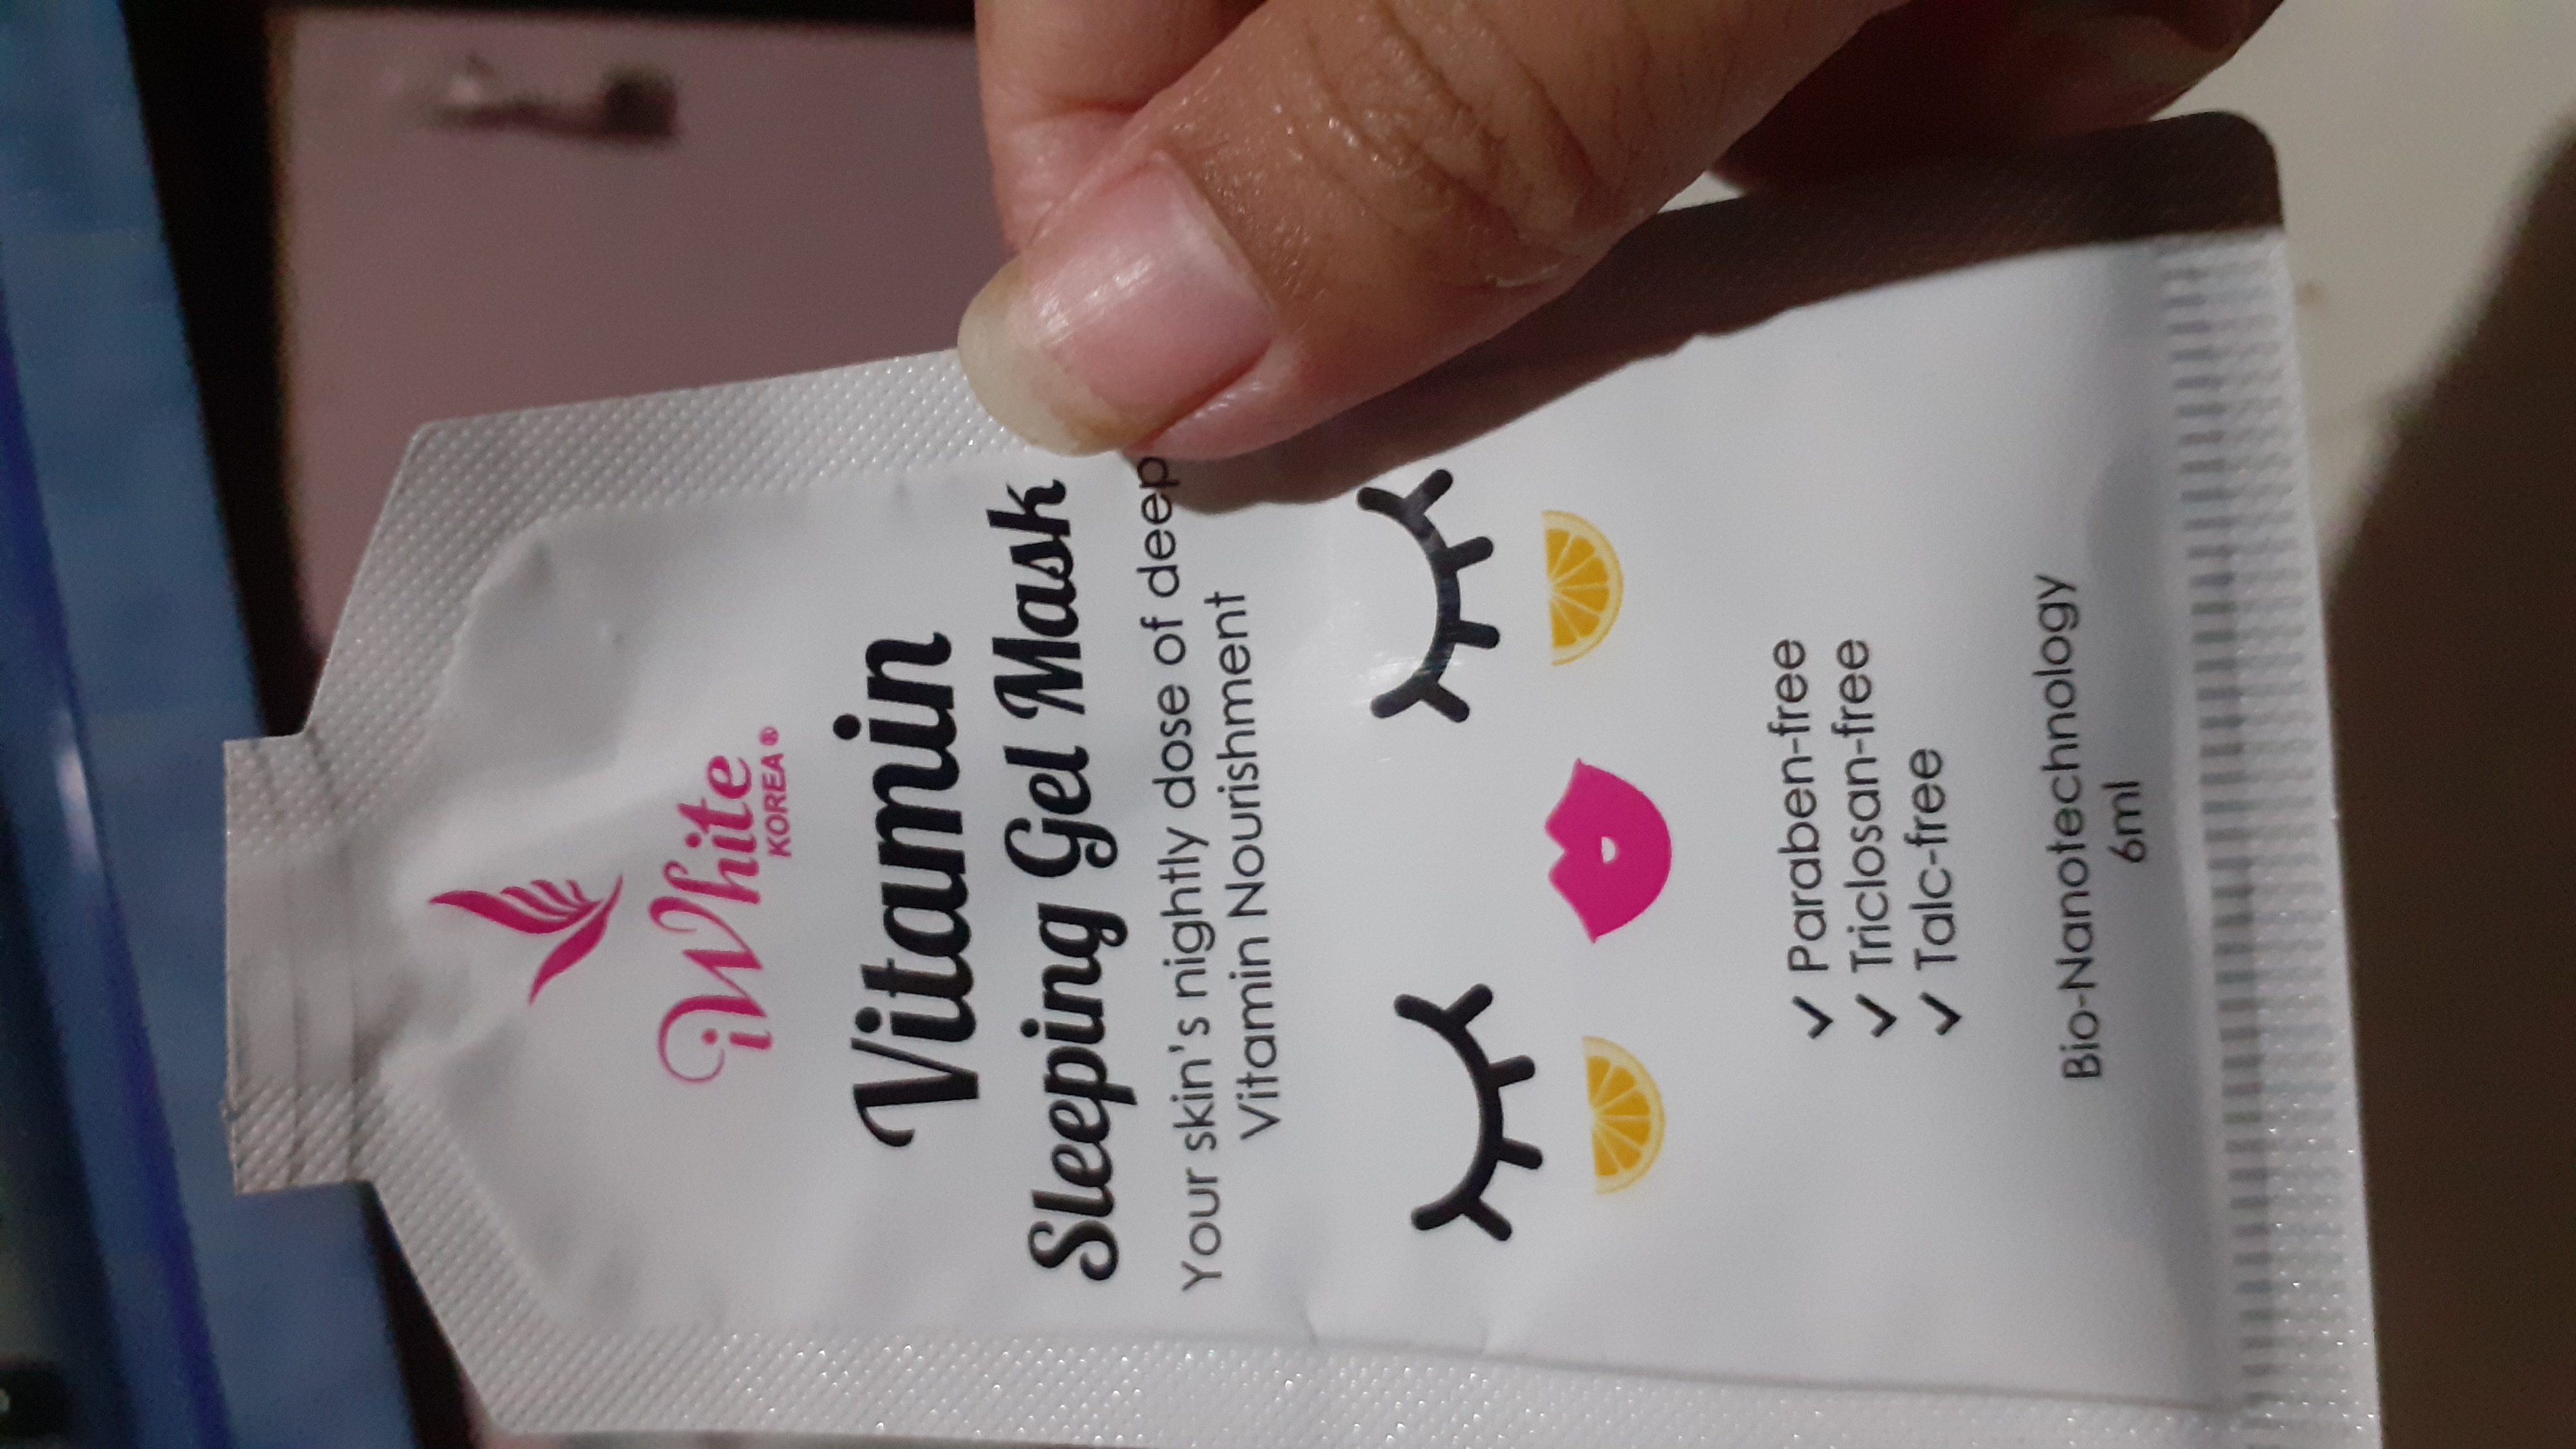 iWhite
KOREA®
Vitamin
Sleeping Gel Mask
Your skin's nightly dose of deep
Vitamin Nourishment
✓ Paraben-free
✓ Triclosan-free
✓ Talc-free
Bio-Nanotechnology
6ml